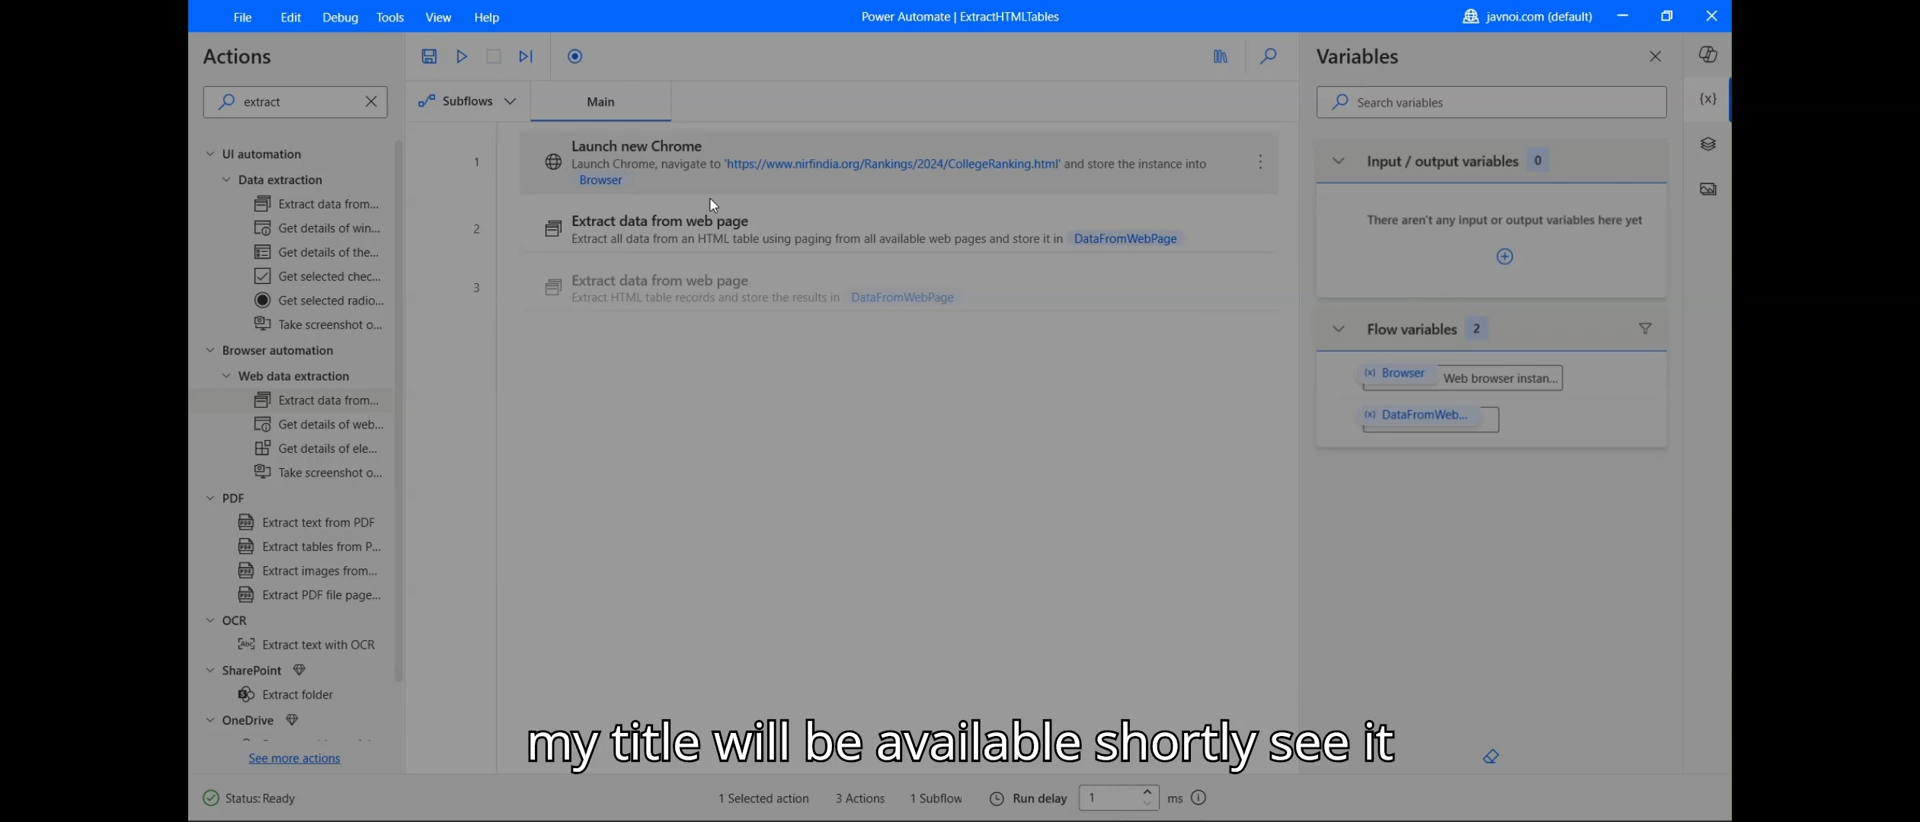 File Edit Debug Tools View Help
Power Automate | ExtractHTMLTables
javnoi.com (default)
Actions
extract
UI automation
Data extraction
Extract data from...
Get details of win...
Get details of the...
Get selected chec...
Get selected radio...
Take screenshot o...
Browser automation
Web data extraction
Extract data from...
Get details of web...
Get details of ele...
Take screenshot o...
PDF
Extract text from PDF
Extract tables from P...
Extract images from...
Extract PDF file page...
OCR
Extract text with OCR
SharePoint
Extract folder
OneDrive
See more actions
Subflows
Main
1
Launch new Chrome
Launch Chrome, navigate to 'https://www.nirfindia.org/Rankings/2024/CollegeRanking.html' and store the instance into
Browser
2
Extract data from web page
Extract all data from an HTML table using paging from all available web pages and store it in DataFromWebPage
3
Extract data from web page
Extract HTML table records and store the results in DataFromWebPage
Variables
{x}
Search variables
Input / output variables 0
There aren't any input or output variables here yet
Flow variables 2
(x) Browser Web browser instan...
(x) DataFromWeb...
my title will be available shortly see it
Status: Ready
1 Selected action 3 Actions 1 Subflow Run delay 1 ms